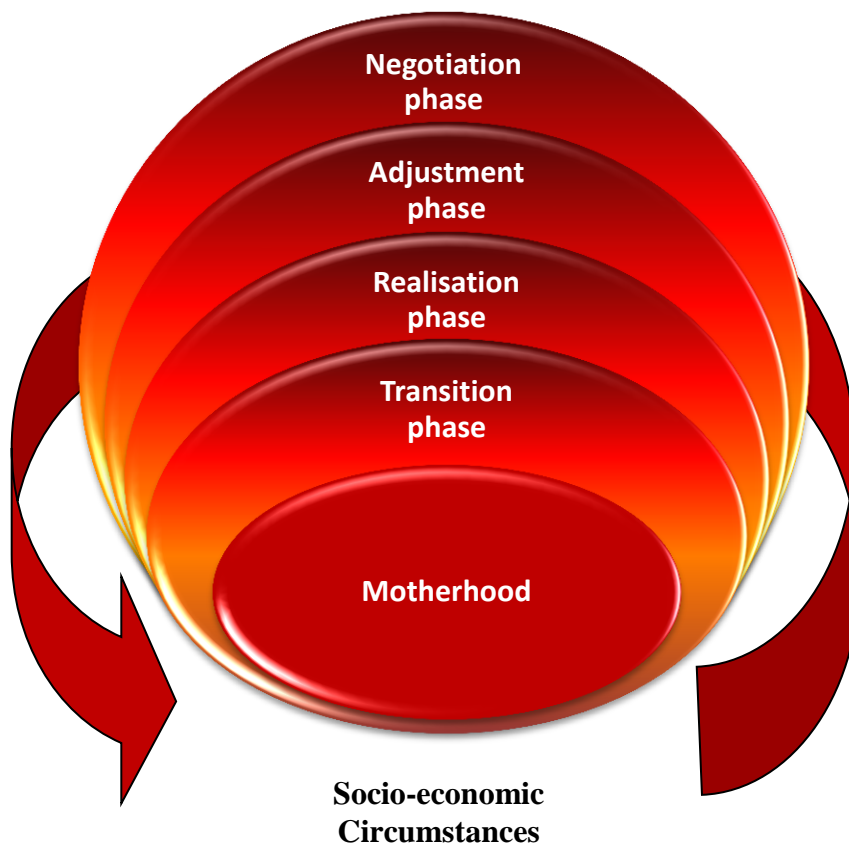 Negotiation
phase
Adjustment
phase
Realisation
phase
Transition
phase
Motherhood
Socio-economic
Circumstances